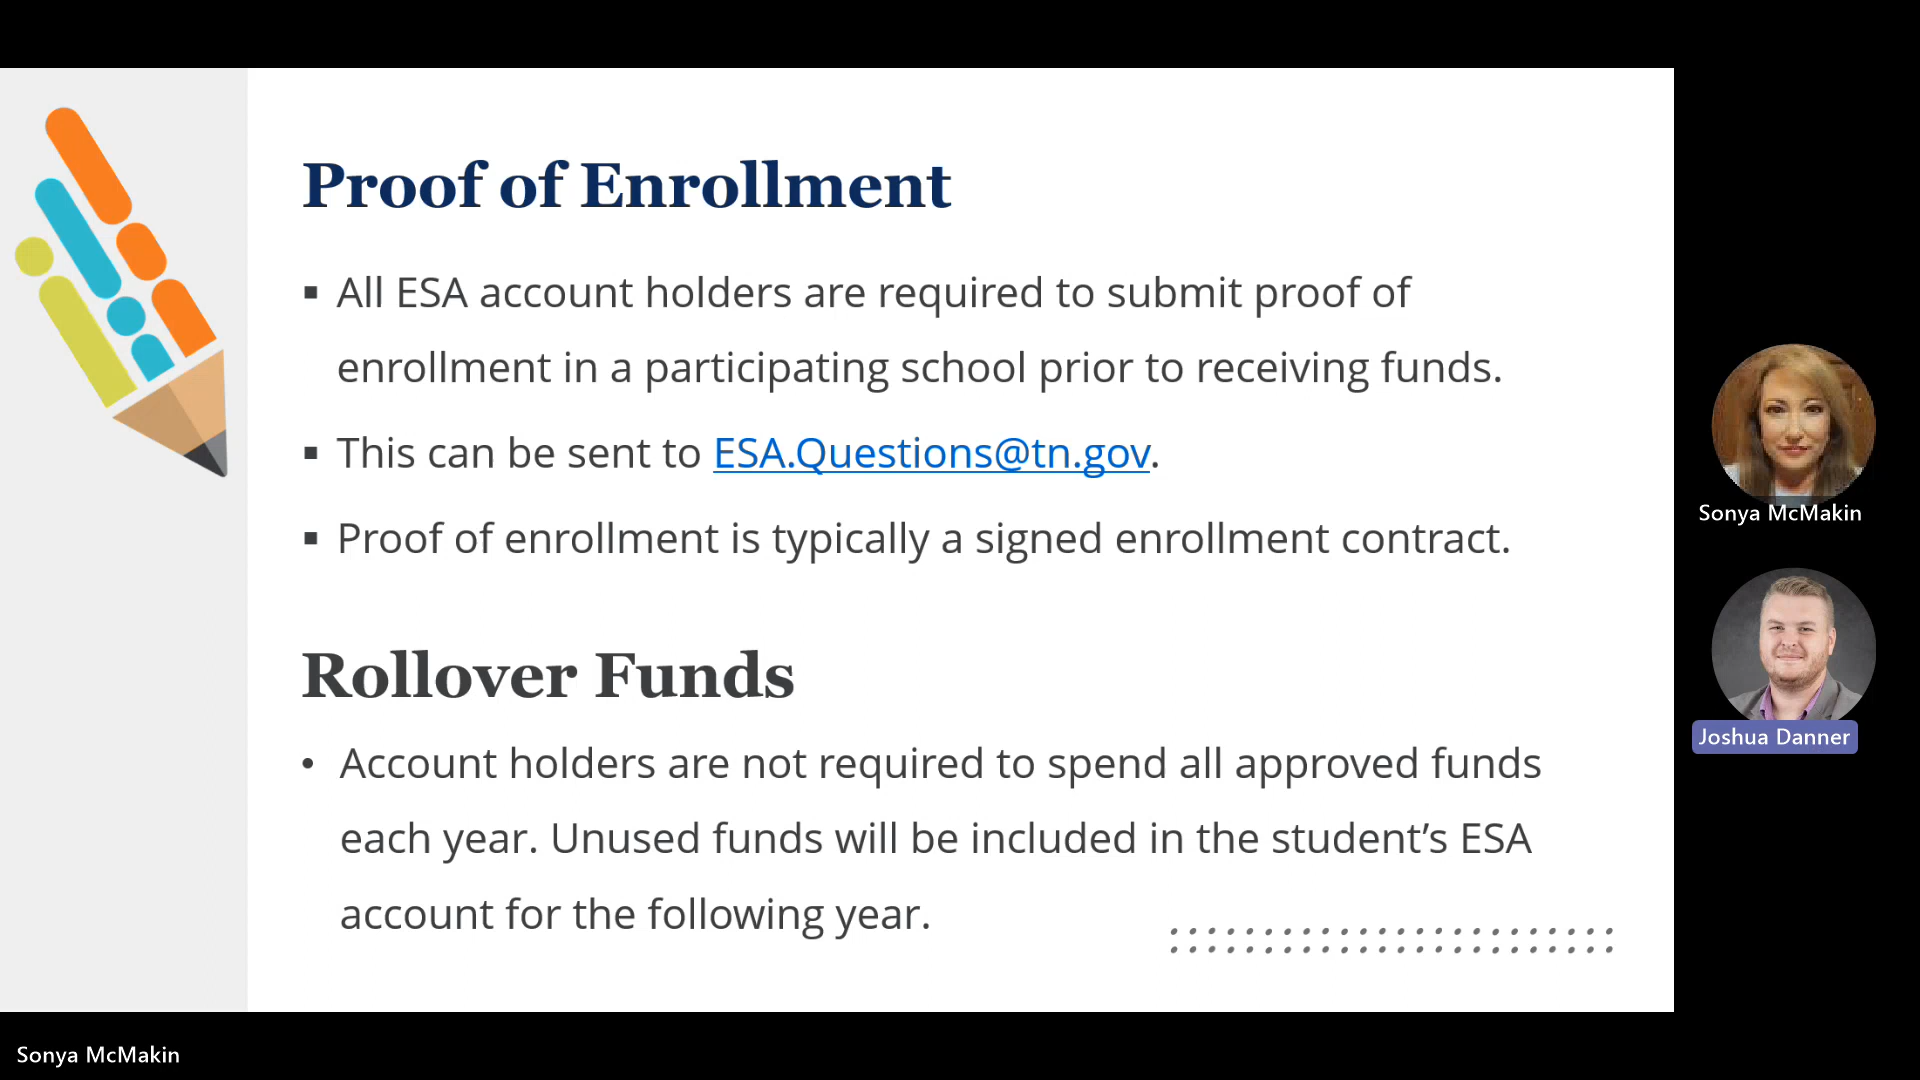 Proof of Enrollment
▪ All ESA account holders are required to submit proof of
enrollment in a participating school prior to receiving funds.
▪ This can be sent to ESA.Questions@tn.gov.
▪ Proof of enrollment is typically a signed enrollment contract.
Rollover Funds
• Account holders are not required to spend all approved funds
each year. Unused funds will be included in the student’s ESA
account for the following year.
Sonya McMakin
Joshua Danner
Sonya McMakin